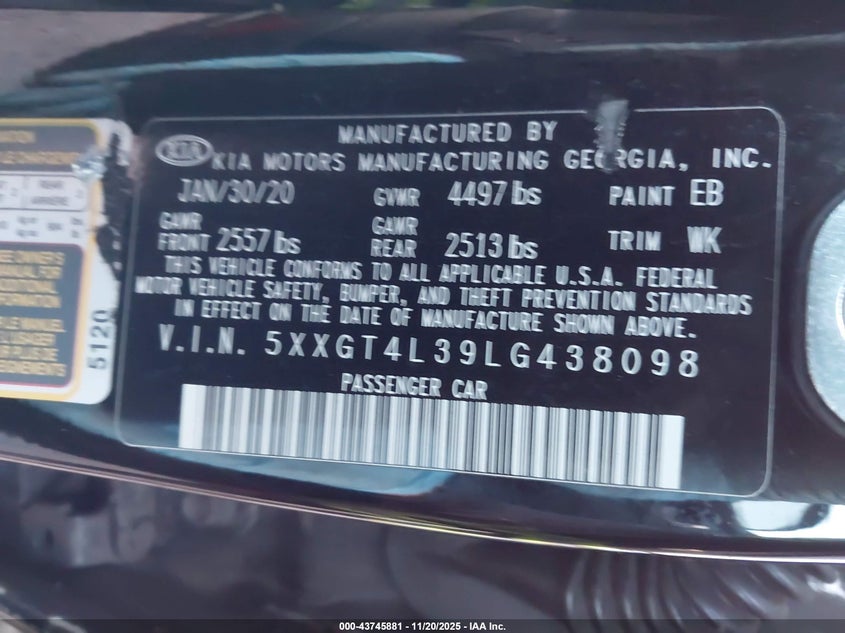 MANUFACTURED BY
KIA KIA MOTORS MANUFACTURING GEORGIA, INC.
JAN/30/20 GVWR 4497 lbs PAINT EB
GAWR FRONT 2557 lbs GAWR REAR 2513 lbs TRIM WK
THIS VEHICLE CONFORMS TO ALL APPLICABLE U.S.A. FEDERAL
MOTOR VEHICLE SAFETY, BUMPER, AND THEFT PREVENTION STANDARDS
IN EFFECT ON THE DATE OF MANUFACTURE SHOWN ABOVE.
V.I.N. 5XXGT4L39LG438098
PASSENGER CAR
5120
000-43745881 - 11/20/2025 - IAA Inc.